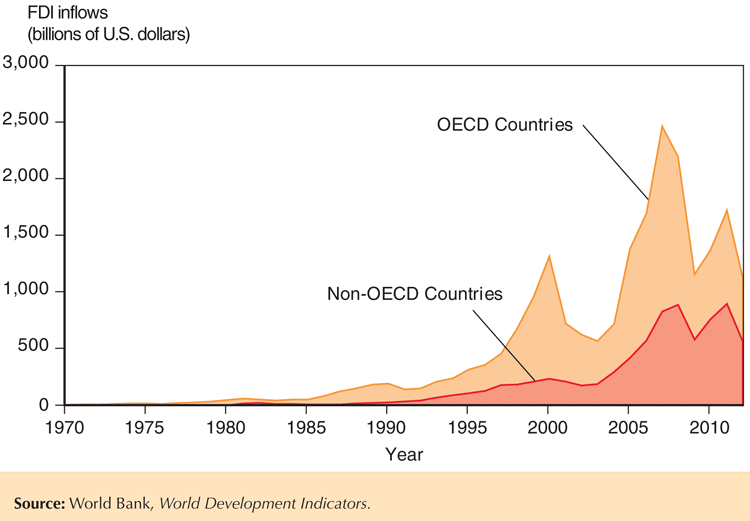 FDI inflows
(billions of U.S. dollars)
3,000
2,500
2,000
1,500
1,000
500
0
OECD Countries
Non-OECD Countries
1970 1975 1980 1985 1990 1995 2000 2005 2010
Year
Source: World Bank, World Development Indicators.